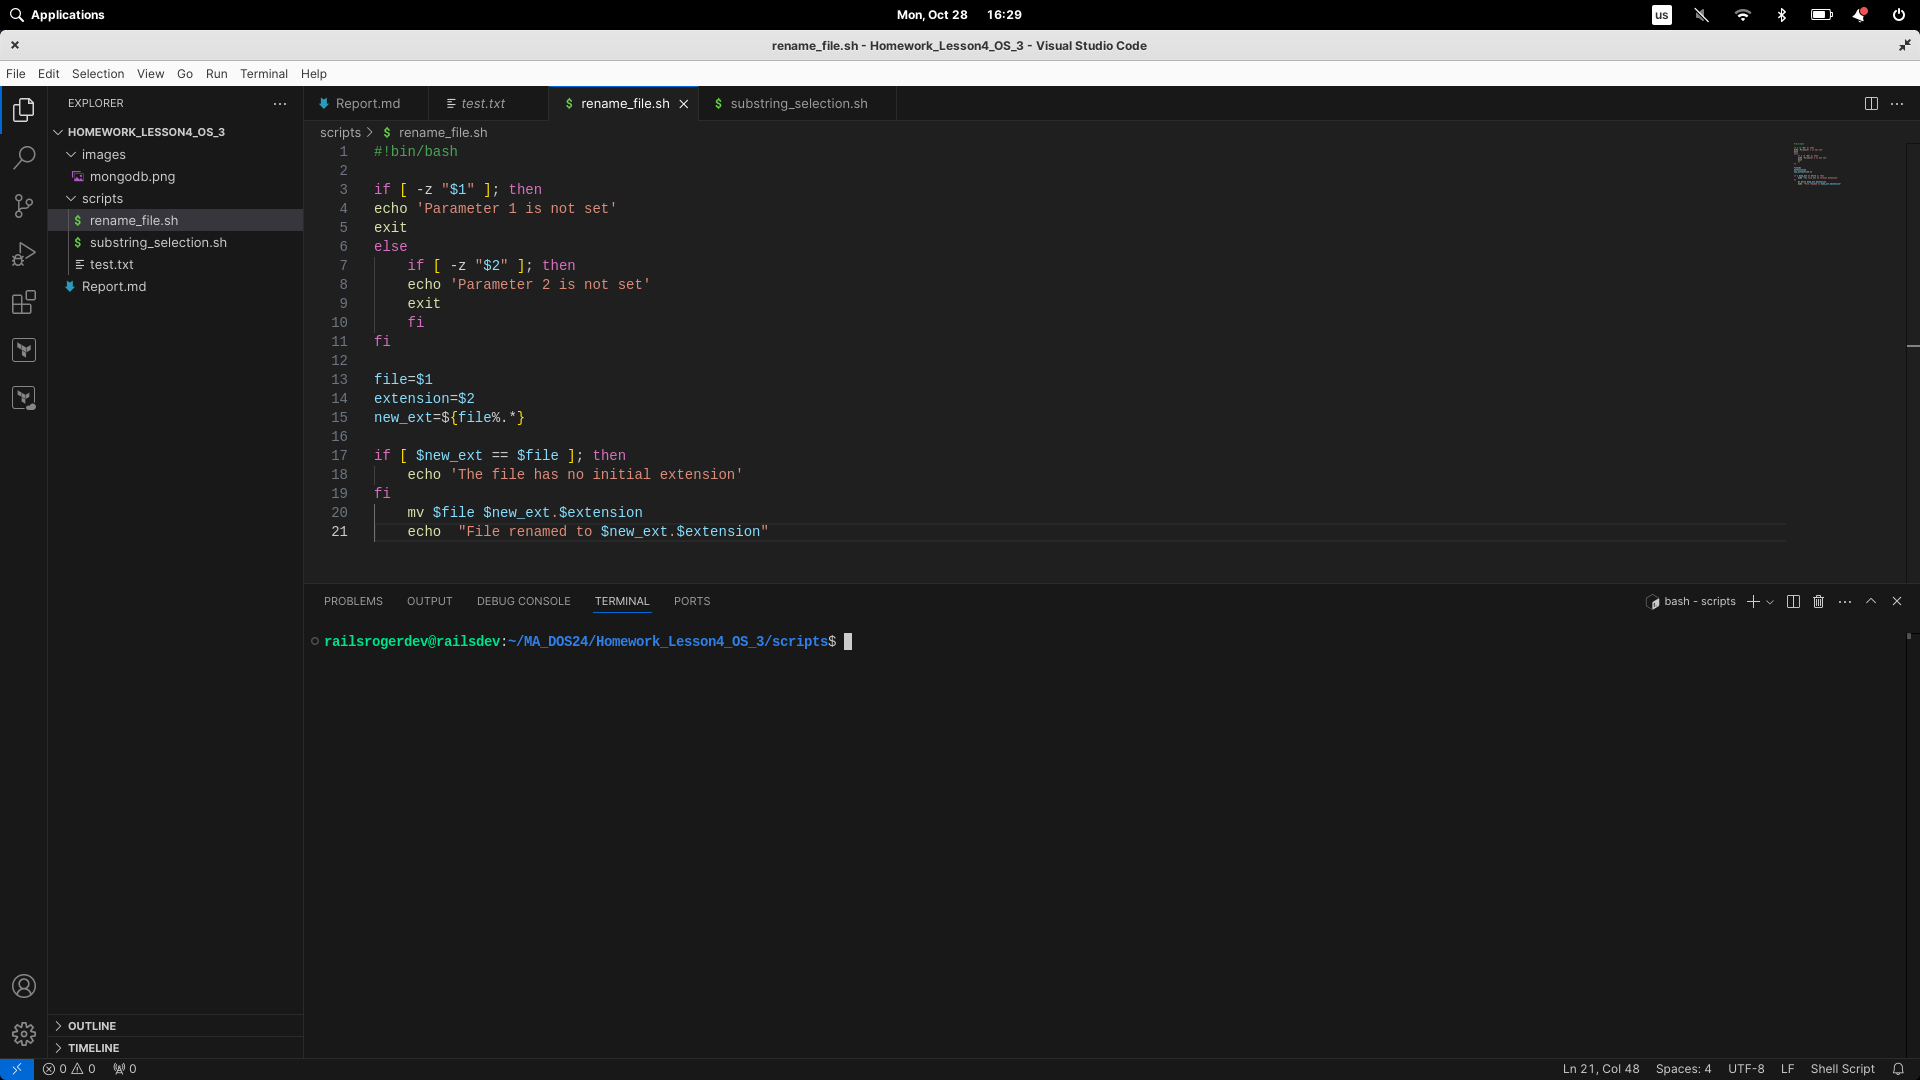 Applications
Mon, Oct 28 16:29
us
rename_file.sh - Homework_Lesson4_OS_3 - Visual Studio Code
File Edit Selection View Go Run Terminal Help
EXPLORER
HOMEWORK_LESSON4_OS_3
images
mongodb.png
scripts
rename_file.sh
substring_selection.sh
test.txt
Report.md
OUTLINE
TIMELINE
Report.md test.txt rename_file.sh substring_selection.sh
scripts > $ rename_file.sh
1 #!bin/bash
2
3 if [ -z "$1" ]; then
4 echo 'Parameter 1 is not set'
5 exit
6 else
7     if [ -z "$2" ]; then
8     echo 'Parameter 2 is not set'
9     exit
10     fi
11 fi
12
13 file=$1
14 extension=$2
15 new_ext=${file%.*}
16
17 if [ $new_ext == $file ]; then
18     echo 'The file has no initial extension'
19 fi
20     mv $file $new_ext.$extension
21     echo  "File renamed to $new_ext.$extension"
PROBLEMS OUTPUT DEBUG CONSOLE TERMINAL PORTS
bash - scripts
railsrogerdev@railsdev:~/MA_DOS24/Homework_Lesson4_OS_3/scripts$
0 0 0
Ln 21, Col 48 Spaces: 4 UTF-8 LF Shell Script